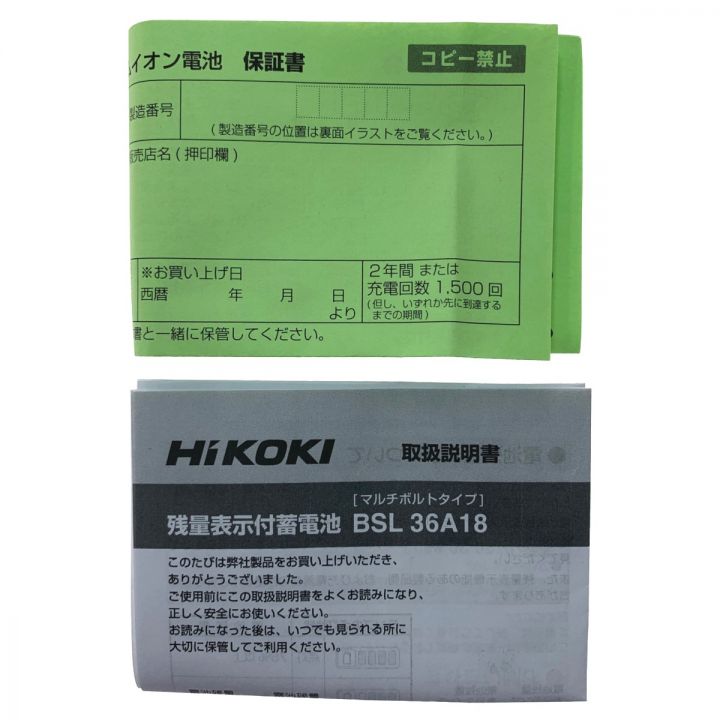 イオン電池 保証書
コピー禁止
製造番号
(製造番号の位置は裏面イラストをご覧ください。)
売店名(押印欄)
※お買い上げ日
西暦 年 月 日
より
2年間 または
充電回数 1,500 回
(但し、いずれか先に到達する
までの期間)
書と一緒に保管してください。
HiKOKI 取扱説明書
[マルチボルトタイプ]
残量表示付蓄電池 BSL 36A18
このたびは弊社製品をお買い上げいただき、
ありがとうございました。
ご使用前にこの取扱説明書をよくお読みになり、
正しく安全にお使いください。
お読みになった後は、いつでも見られる所に
大切に保管してご利用ください。